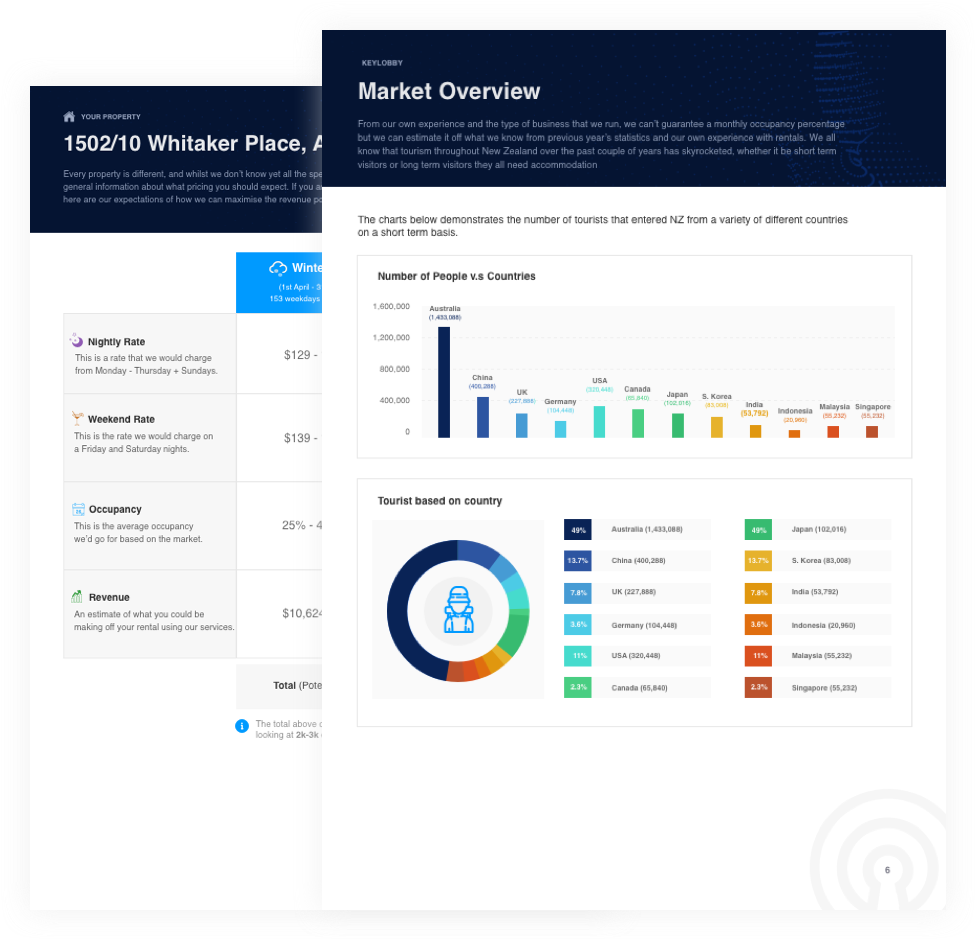 YOUR PROPERTY
1502/10 Whitaker Place, A
Every property is different, and whilst we don't know yet all the spe
general information about what pricing you should expect. If you a
here are our expectations of how we can maximise the revenue po
Winte
(1st April - 3
153 weekdays
Nightly Rate
This is a rate that we would charge
from Monday - Thursday + Sundays.
$129 -
Weekend Rate
This is the rate we would charge on
a Friday and Saturday nights.
$139 -
Occupancy
This is the average occupancy
we'd go for based on the market.
25% - 4
Revenue
An estimate of what you could be
making off your rental using our services.
$10,624
Total (Pote
The total above
looking at 2k-3k
KEYLOBBY
Market Overview
From our own experience and the type of business that we run, we can't guarantee a monthly occupancy percentage
but we can estimate it off what we know from previous year's statistics and our own experience with rentals. We all
know that tourism throughout New Zealand over the past couple of years has skyrocketed, whether it be short term
visitors or long term visitors they all need accommodation
The charts below demonstrates the number of tourists that entered NZ from a variety of different countries
on a short term basis.
Number of People v.s Countries
1,600,000
1,200,000
800,000
400,000
0
Australia
(1,433,088)
China
(400,288)
UK
(227,888)
Germany
(104,448)
USA
(320,448)
Canada
(65,840)
Japan
(102,016)
S. Korea
(83,008)
India
(53,792)
Indonesia
(20,960)
Malaysia
(55,232)
Singapore
(55,232)
Tourist based on country
49% Australia (1,433,088)
13.7% China (400,288)
7.8% UK (227,888)
3.6% Germany (104,448)
11% USA (320,448)
2.3% Canada (65,840)
49% Japan (102,016)
13.7% S. Korea (83,008)
7.8% India (53,792)
3.6% Indonesia (20,960)
11% Malaysia (55,232)
2.3% Singapore (55,232)
6